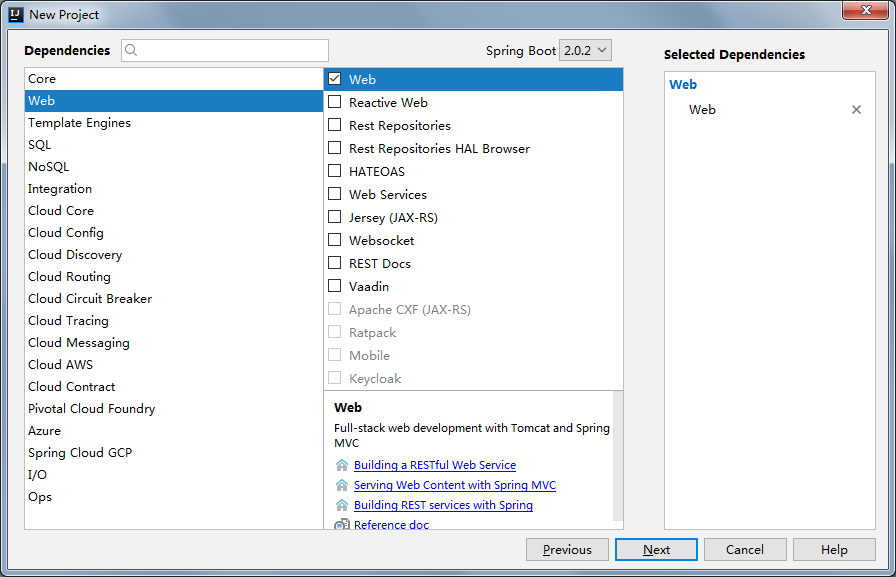 New Project
Dependencies
Spring Boot 2.0.2
Selected Dependencies
Core
Web
Template Engines
SQL
NoSQL
Integration
Cloud Core
Cloud Config
Cloud Discovery
Cloud Routing
Cloud Circuit Breaker
Cloud Tracing
Cloud Messaging
Cloud AWS
Cloud Contract
Pivotal Cloud Foundry
Azure
Spring Cloud GCP
I/O
Ops
Web
Reactive Web
Rest Repositories
Rest Repositories HAL Browser
HATEOAS
Web Services
Jersey (JAX-RS)
Websocket
REST Docs
Vaadin
Apache CXF (JAX-RS)
Ratpack
Mobile
Keycloak
Web
Full-stack web development with Tomcat and Spring
MVC
Building a RESTful Web Service
Serving Web Content with Spring MVC
Building REST services with Spring
Reference doc
Web
Web
Previous
Next
Cancel
Help